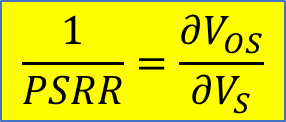 1/PSRR = ∂V_OS/∂V_S